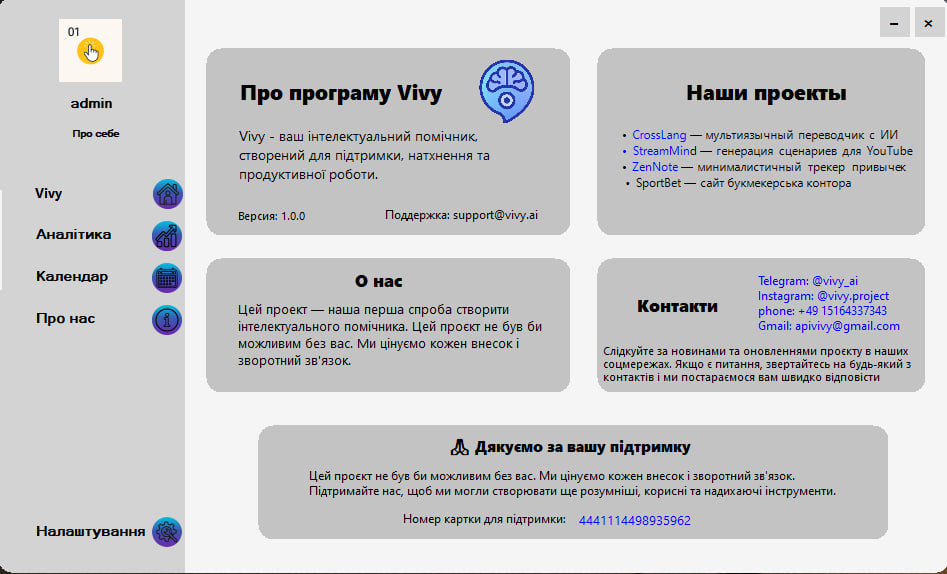 01
admin
Про себе
Vivy
Аналітика
Календар
Про нас
Налаштування
Про програму Vivy
Vivy - ваш інтелектуальний помічник,
створений для підтримки, натхнення та
продуктивної роботи.
Версия: 1.0.0
Поддержка: support@vivy.ai
Наши проекты
• CrossLang — мультиязычный переводчик с ИИ
• StreamMind — генерация сценариев для YouTube
• ZenNote — минималистичный трекер привычек
• SportBet — сайт букмекерська контора
О нас
Цей проект — наша перша спроба створити
інтелектуального помічника. Цей проєкт не був би
можливим без вас. Ми цінуємо кожен внесок і
зворотний зв'язок.
Контакти
Telegram: @vivy_ai
Instagram: @vivy.project
phone: +49 15164337343
Gmail: apivivy@gmail.com
Слідкуйте за новинами та оновленнями проєкту в наших
соцмережах. Якщо є питання, звертайтесь на будь-який з
контактів і ми постараємося вам швидко відповісти
🙏 Дякуємо за вашу підтримку
Цей проєкт не був би можливим без вас. Ми цінуємо кожен внесок і зворотний зв'язок.
Підтримайте нас, щоб ми могли створювати ще розумніші, корисні та надихаючі інструменти.
Номер картки для підтримки: 4441114498935962